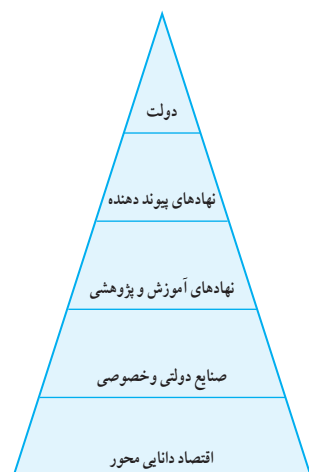 دولت
نهادهای پیوند دهنده
نهادهای آموزش و پژوهشی
صنایع دولتی وخصوصی
اقتصاد دانایی محور